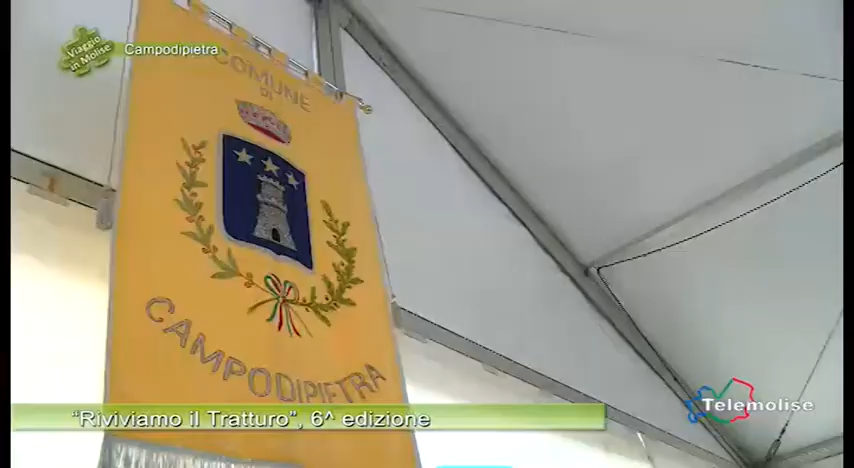 Viaggio
in Molise
Campodipietra
COMUNE
DI
CAMPODIPIETRA
"Riviviamo il Tratturo", 6^ edizione
Telemolise